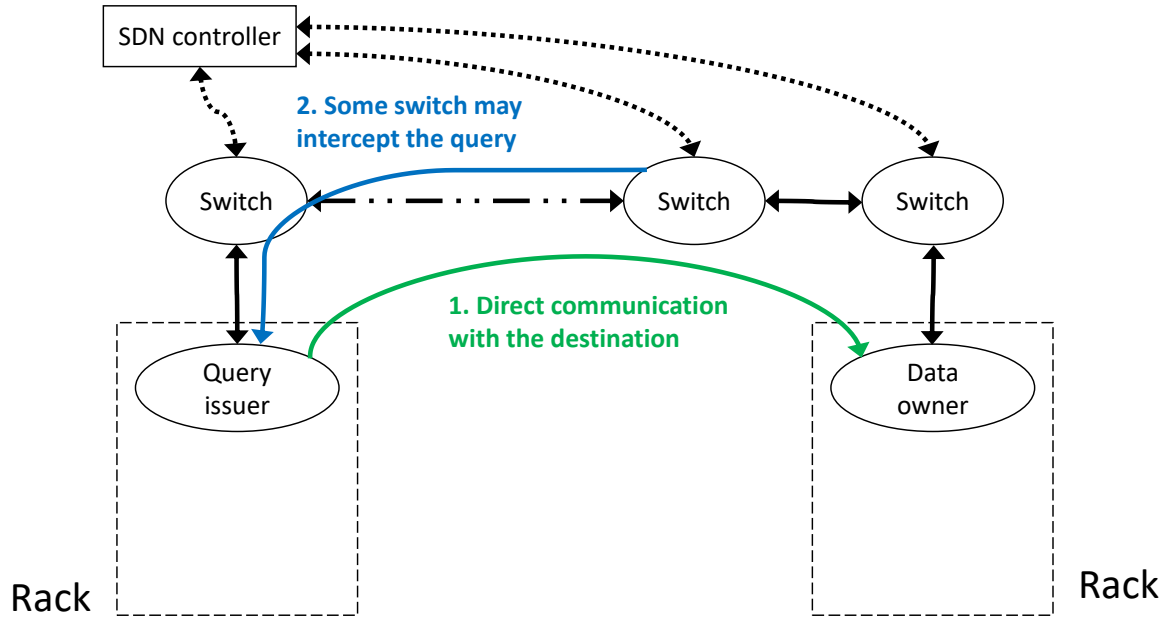 SDN controller
2. Some switch may
intercept the query
Switch
Switch
Switch
1. Direct communication
with the destination
Query
issuer
Data
owner
Rack
Rack